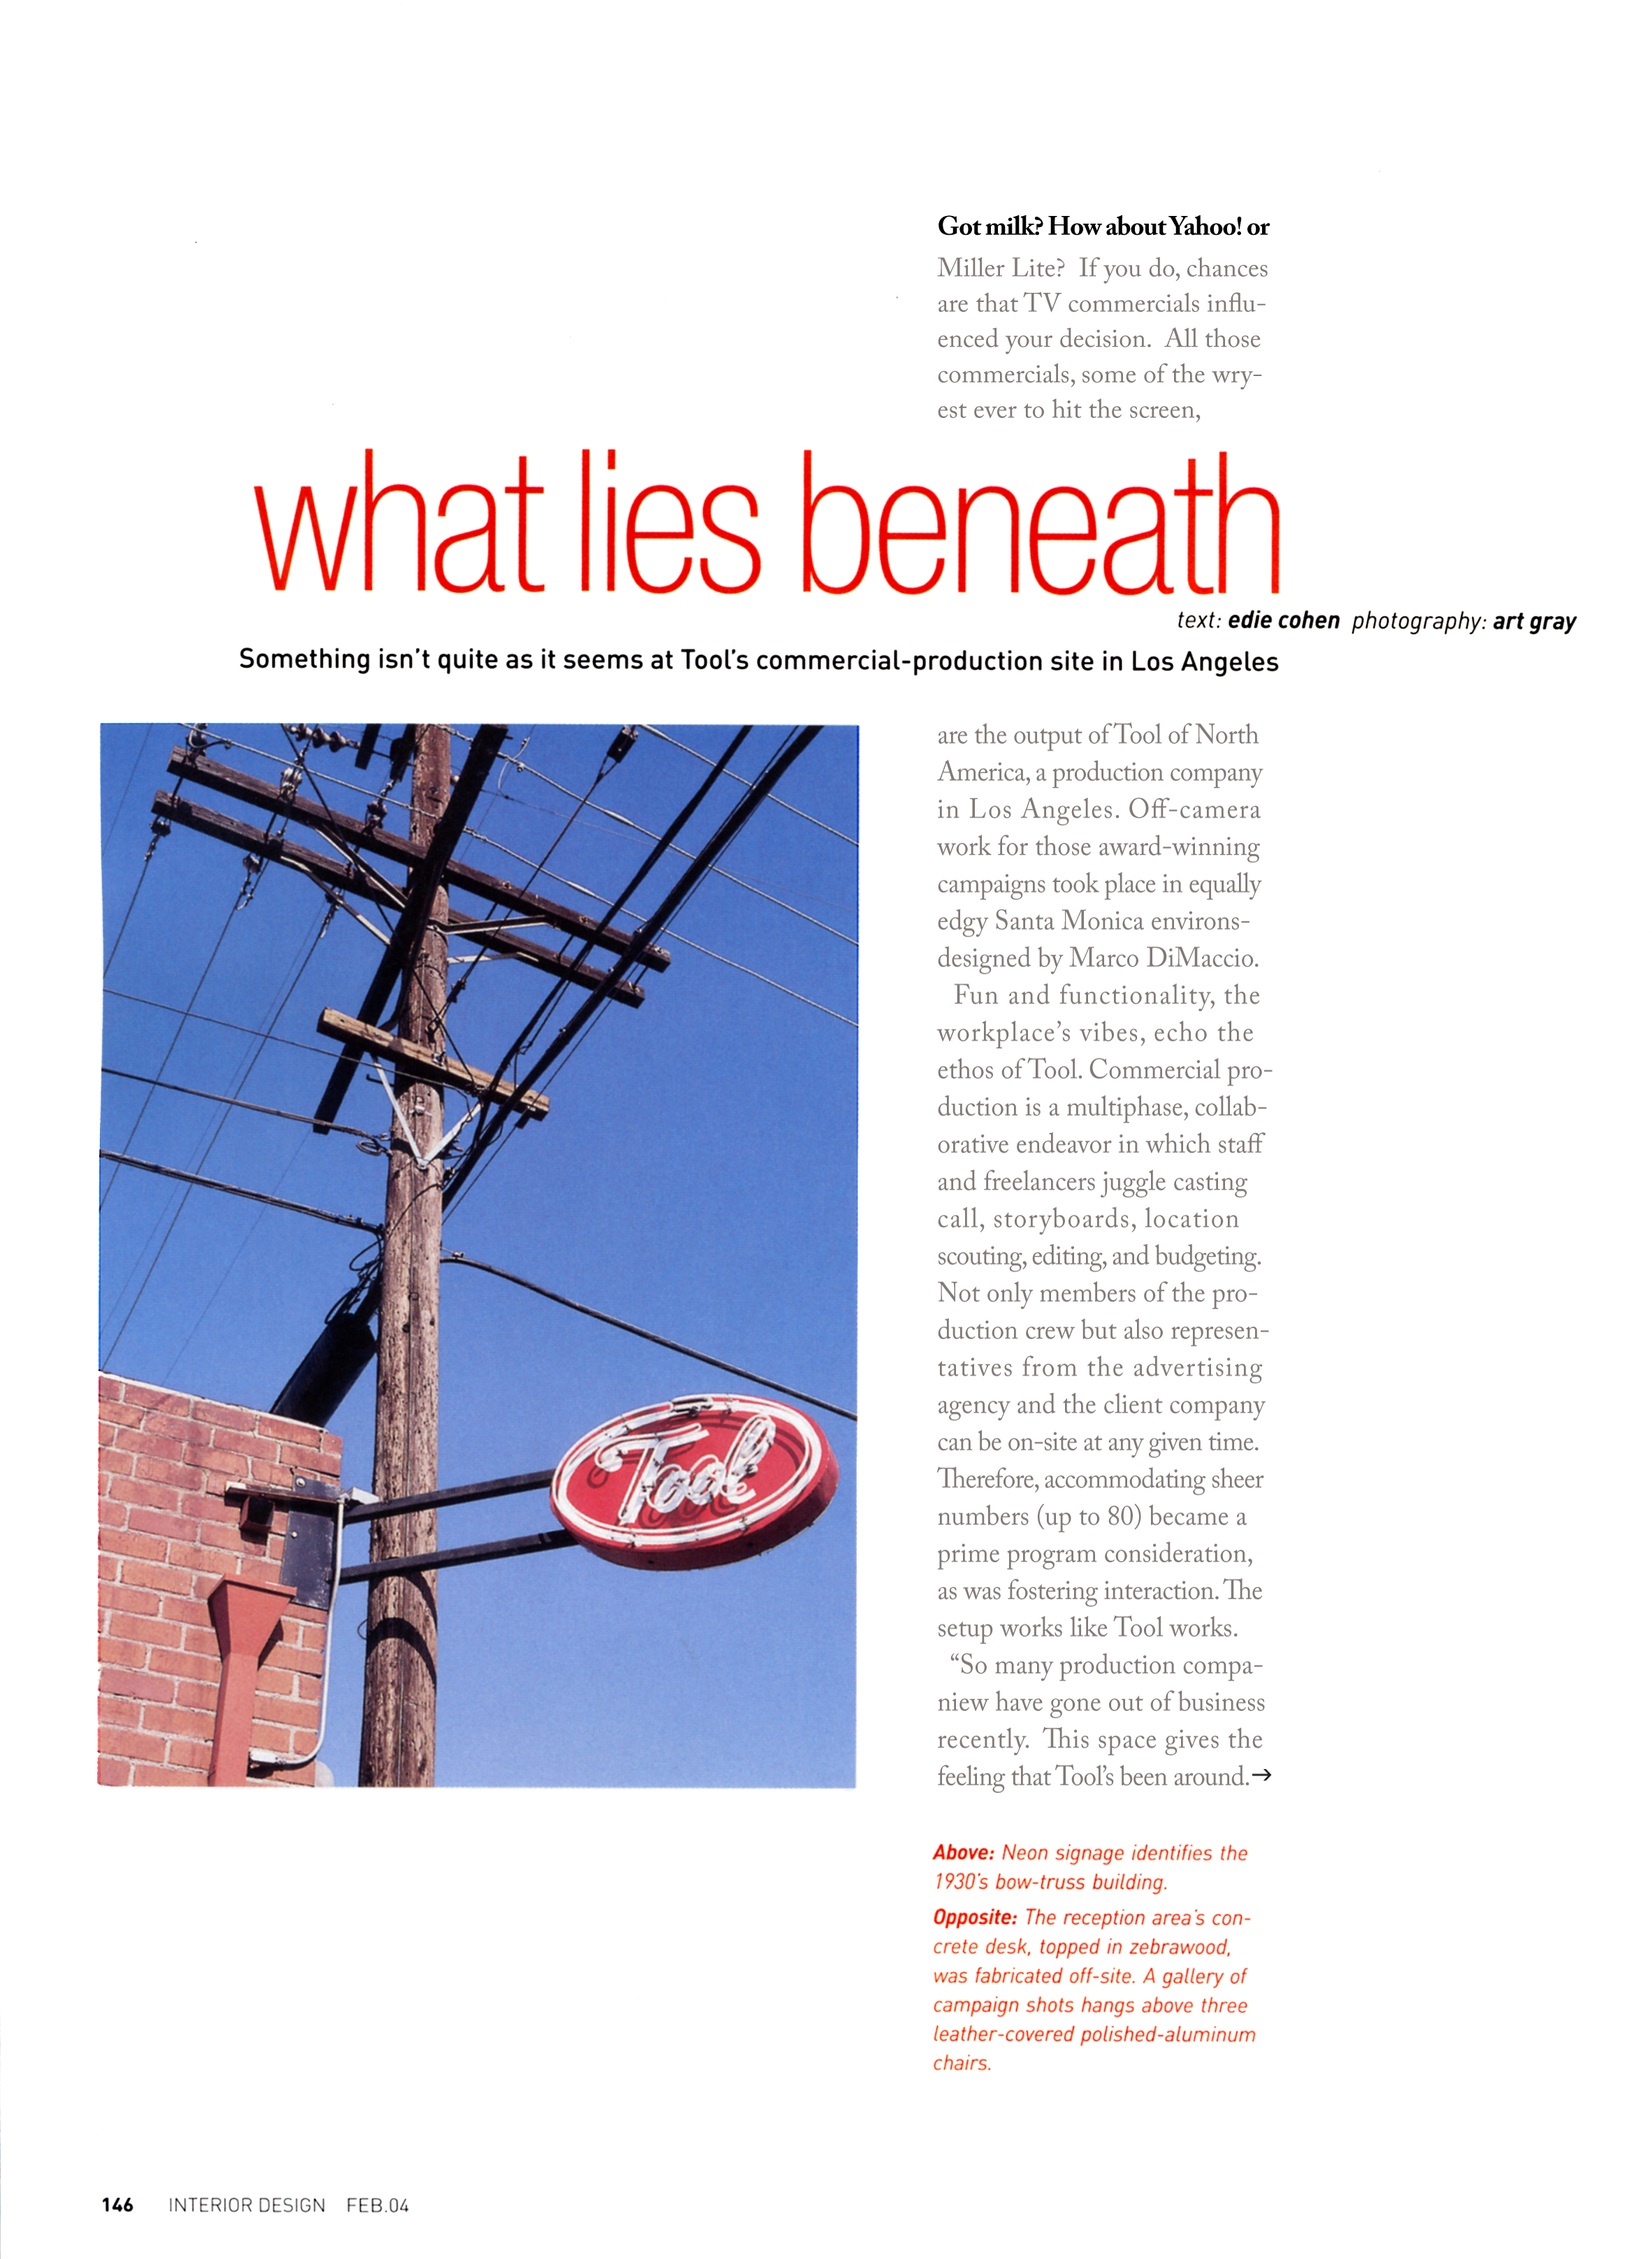 Got milk? How about Yahoo! or
Miller Lite?  If you do, chances
are that TV commercials influ-
enced your decision.  All those
commercials, some of the wry-
est ever to hit the screen,
what lies beneath
text: edie cohen  photography: art gray
Something isn't quite as it seems at Tool's commercial-production site in Los Angeles
Tool
are the output of Tool of North
America, a production company
in Los Angeles. Off-camera
work for those award-winning
campaigns took place in equally
edgy Santa Monica environs-
designed by Marco DiMaccio.
Fun and functionality, the
workplace's vibes, echo the
ethos of Tool. Commercial pro-
duction is a multiphase, collab-
orative endeavor in which staff
and freelancers juggle casting
call, storyboards, location
scouting, editing, and budgeting.
Not only members of the pro-
duction crew but also represen-
tatives from the advertising
agency and the client company
can be on-site at any given time.
Therefore, accommodating sheer
numbers (up to 80) became a
prime program consideration,
as was fostering interaction. The
setup works like Tool works.
“So many production compa-
niew have gone out of business
recently.  This space gives the
feeling that Tool's been around.→
Above: Neon signage identifies the
1930's bow-truss building.
Opposite: The reception area's con-
crete desk, topped in zebrawood,
was fabricated off-site. A gallery of
campaign shots hangs above three
leather-covered polished-aluminum
chairs.
146 INTERIOR DESIGN FEB.04